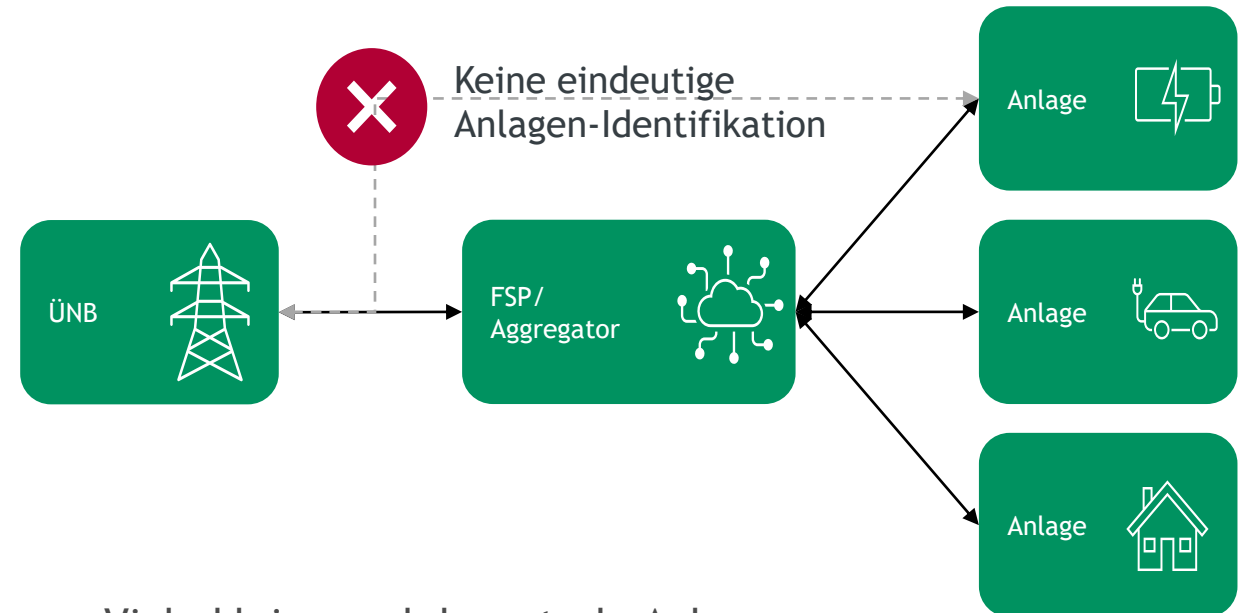 Keine eindeutige
Anlagen-Identifikation
Anlage
ÜNB
FSP/
Aggregator
Anlage
Anlage